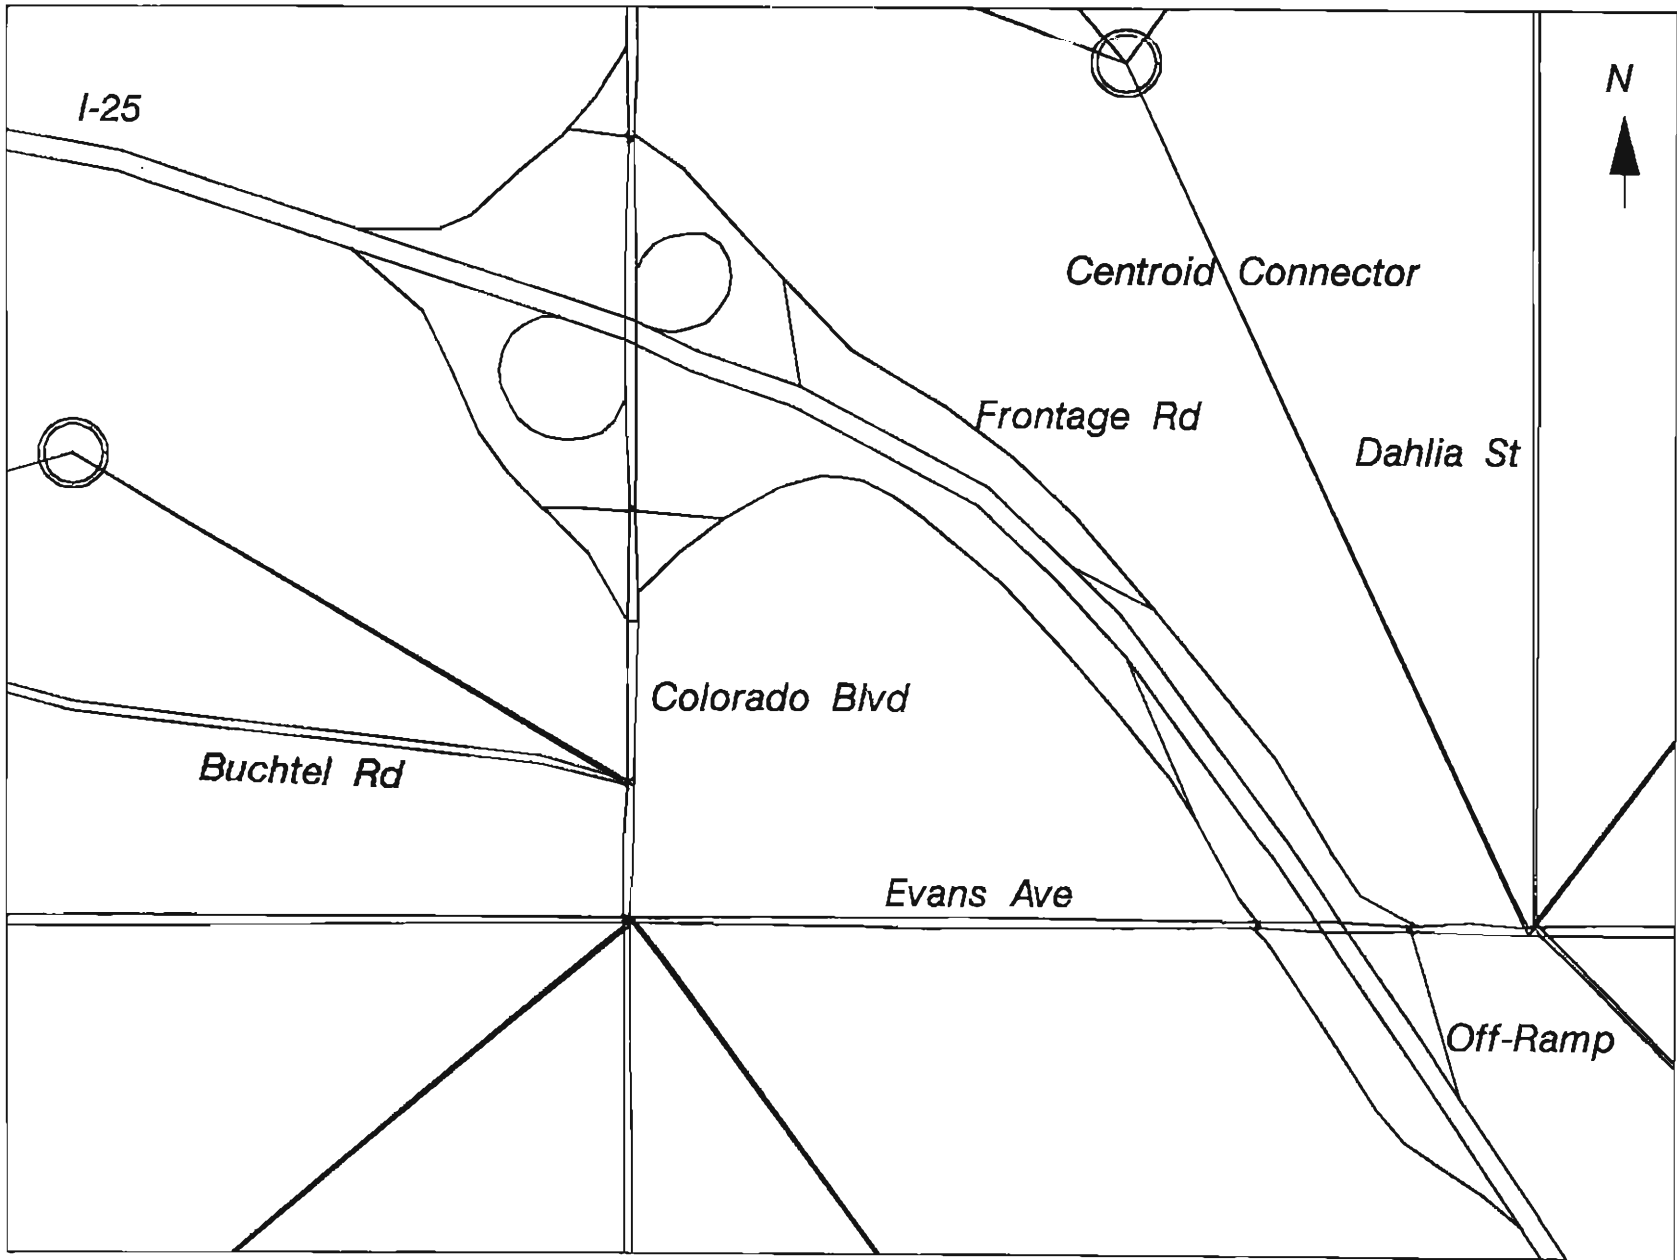 N
I-25
Centroid Connector
Frontage Rd
Dahlia St
Colorado Blvd
Buchtel Rd
Evans Ave
Off-Ramp